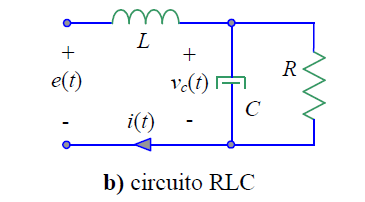 L
+
+
R
e(t)
v_c(t)
C
-
i(t)
-
b) circuito RLC